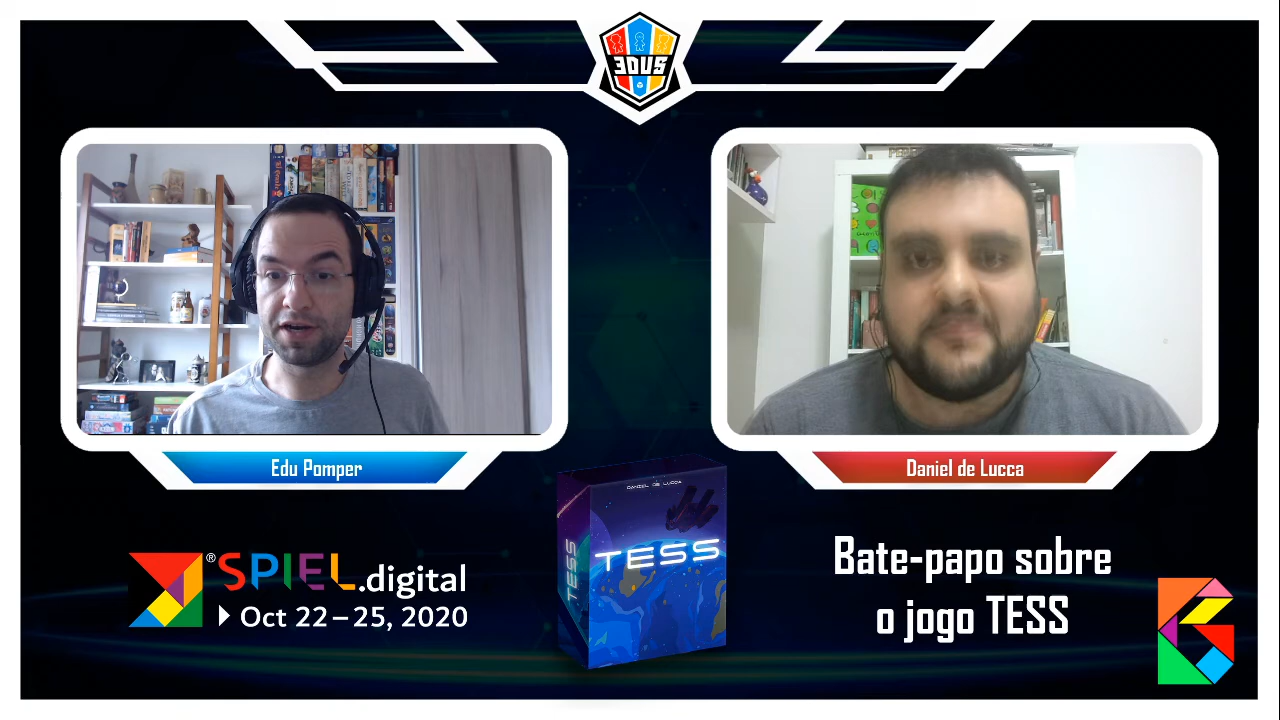 3DUS
Edu Pomper
Daniel de Lucca
DANIEL DE LUCCA
TESS
TESS
®
SPIEL.digital
Oct 22–25, 2020
Bate-papo sobre
o jogo TESS